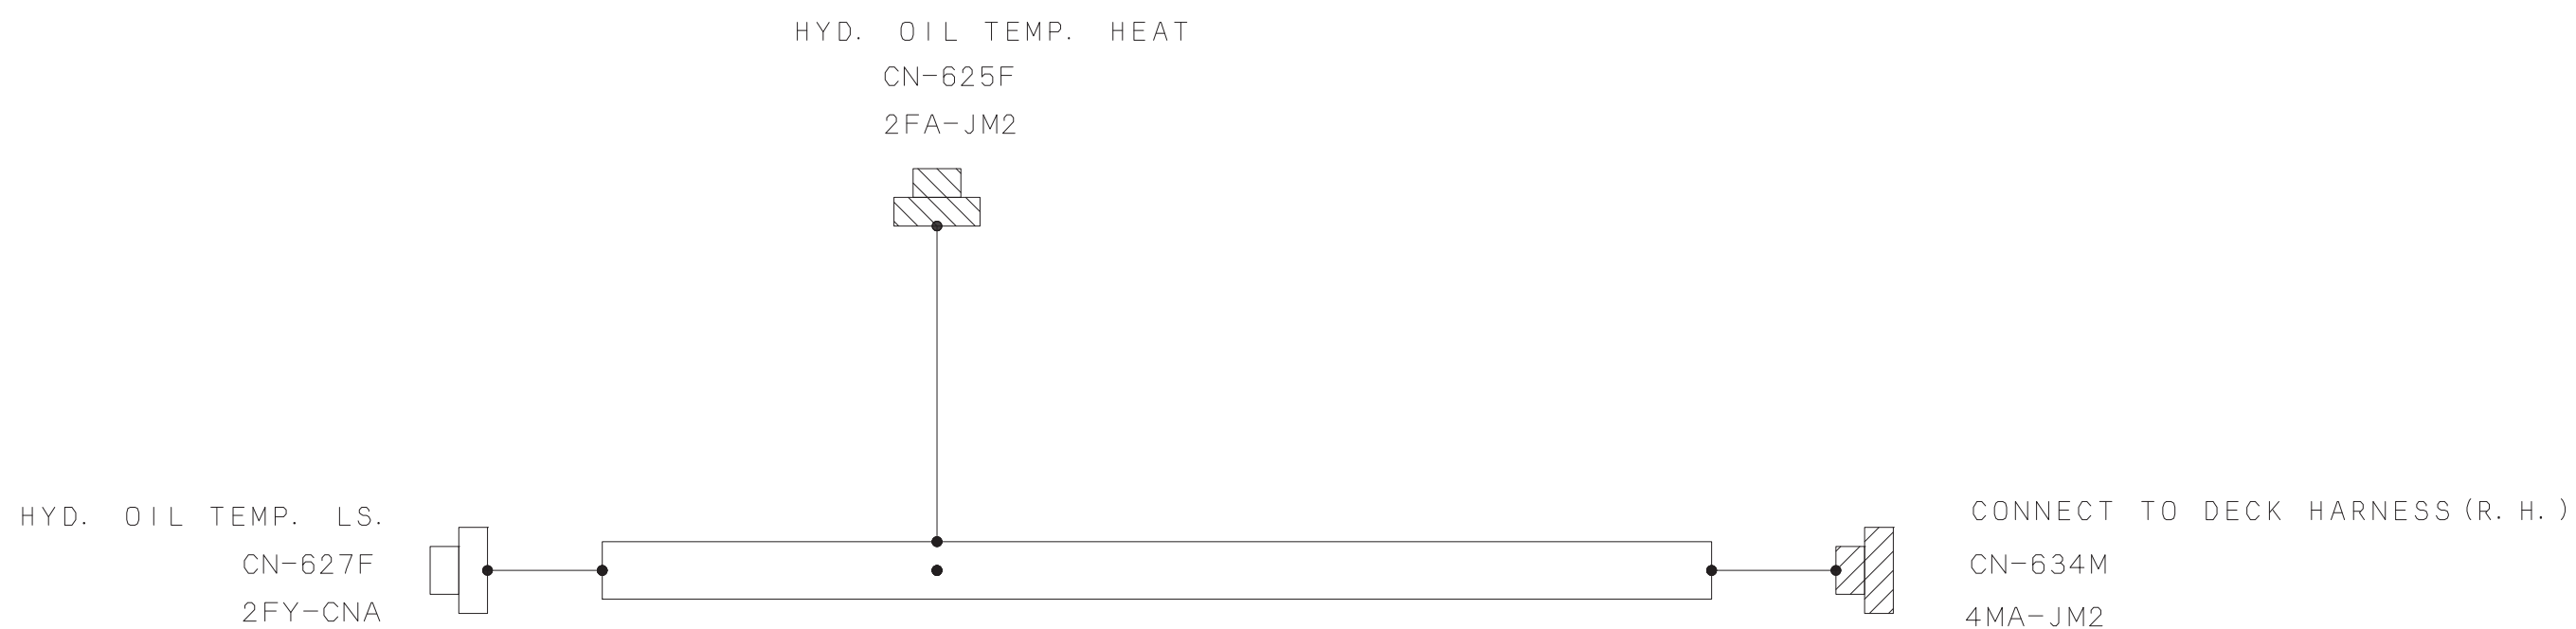 HYD. OIL TEMP. HEAT
CN-625F
2FA-JM2
HYD. OIL TEMP. LS.
CN-627F
2FY-CNA
CONNECT TO DECK HARNESS(R.H.)
CN-634M
4MA-JM2